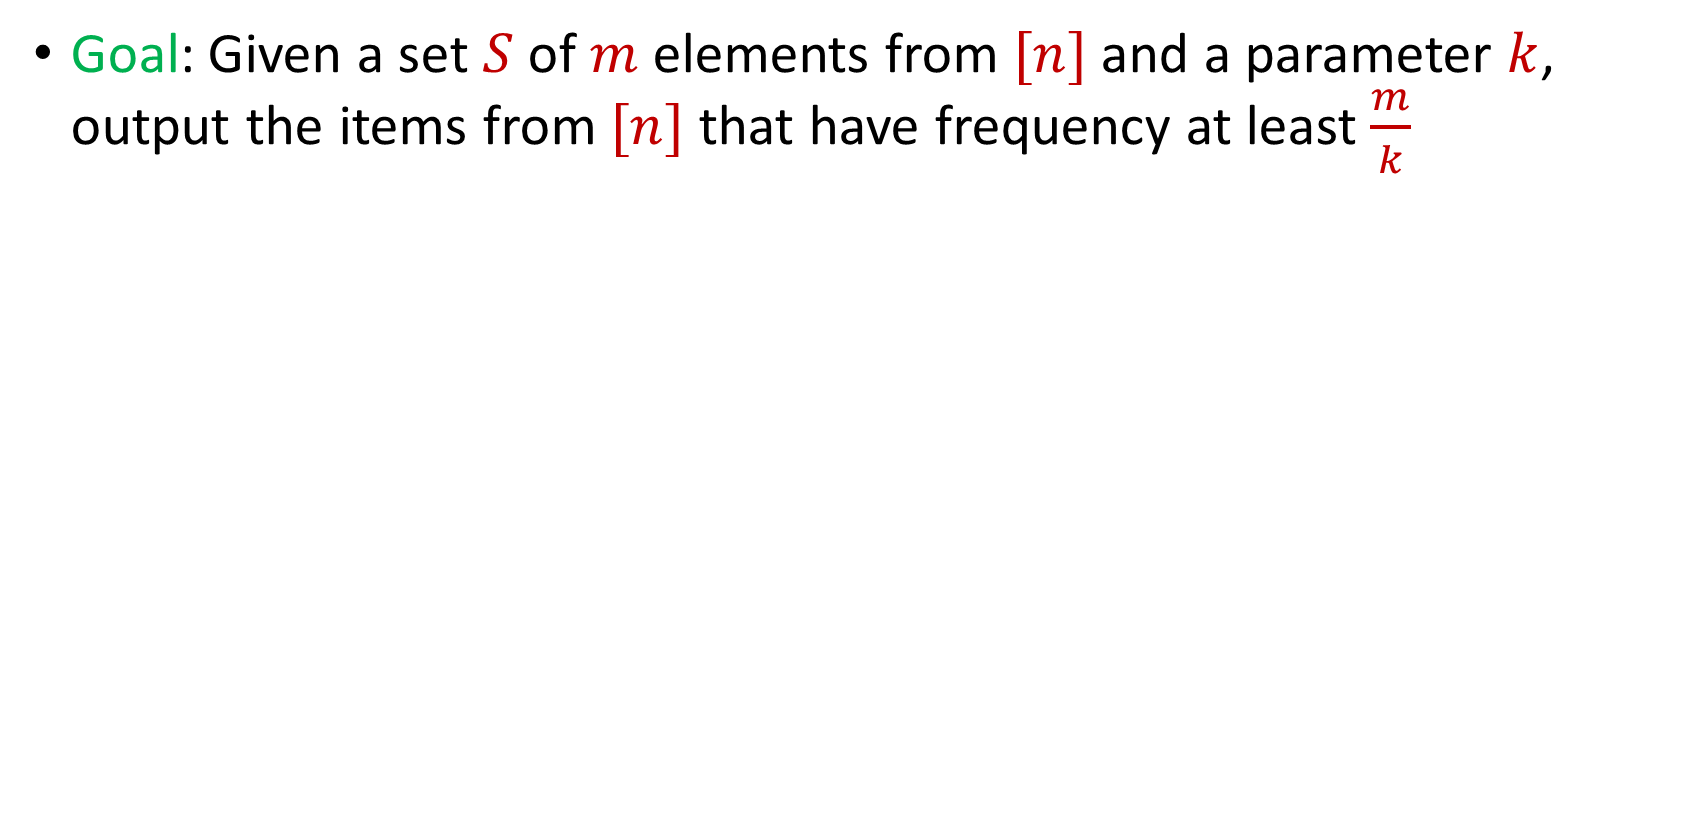 • Goal: Given a set S of m elements from [n] and a parameter k,
output the items from [n] that have frequency at least m/k